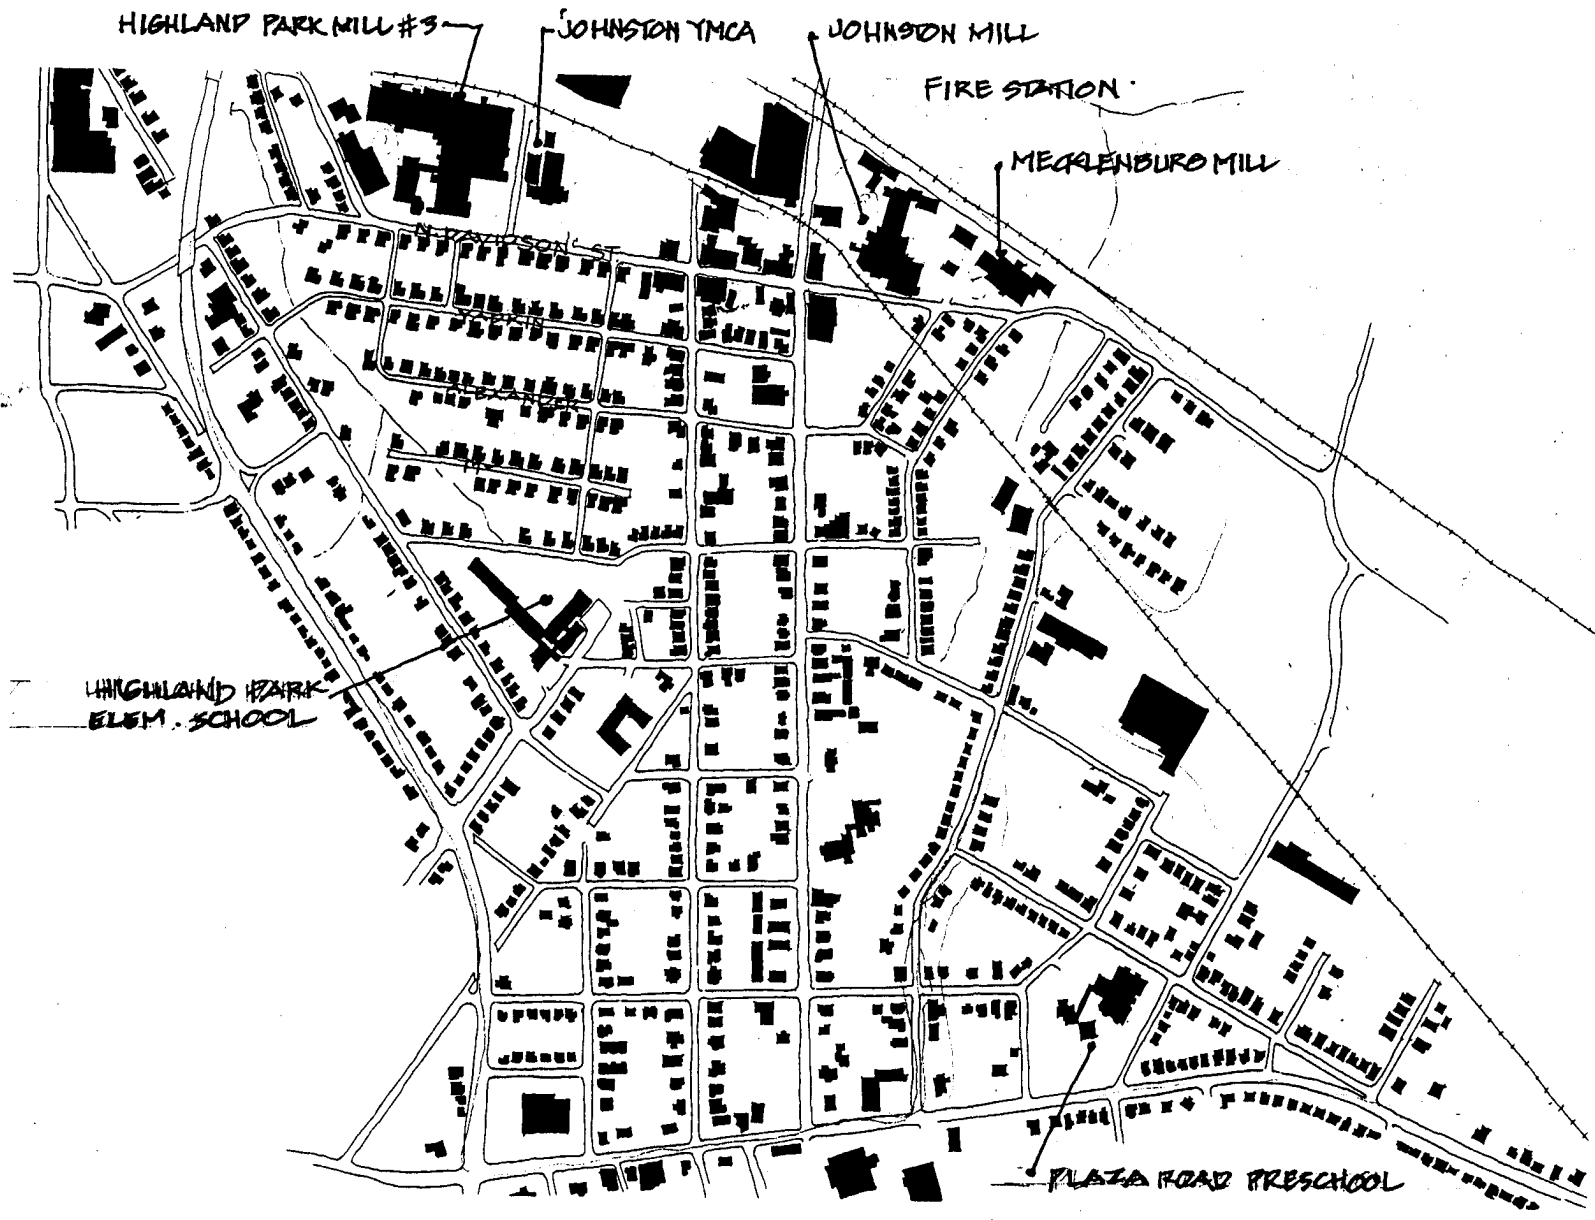 HIGHLAND PARK MILL #3
JOHNSTON YMCA
JOHNSTON MILL
FIRE STATION
MECKLENBURG MILL
N. DAVIDSON ST
YADKIN
ALEXANDER
HIGHLAND PARK
ELEM. SCHOOL
PLAZA ROAD PRESCHOOL